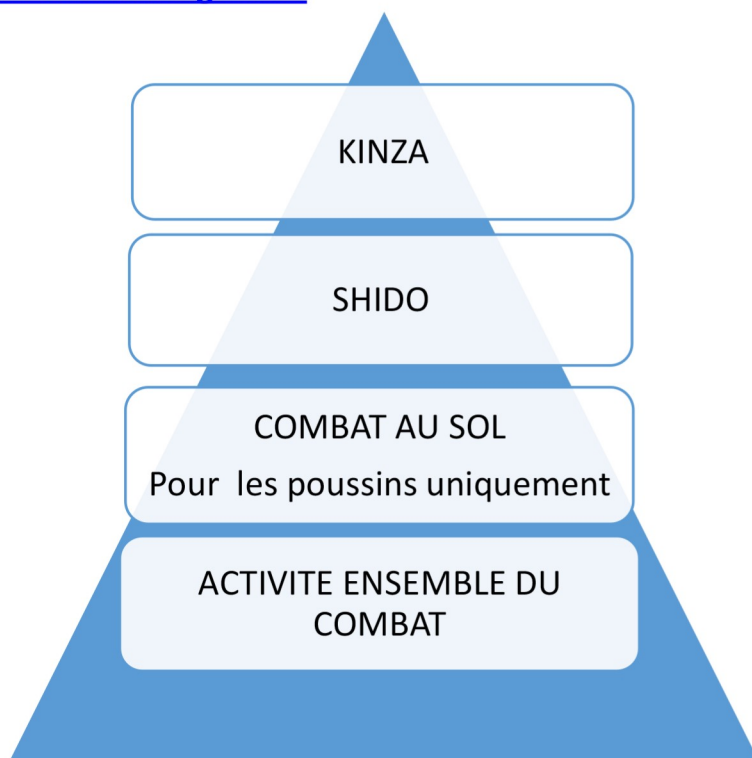 KINZA
SHIDO
COMBAT AU SOL
Pour les poussins uniquement
ACTIVITE ENSEMBLE DU
COMBAT